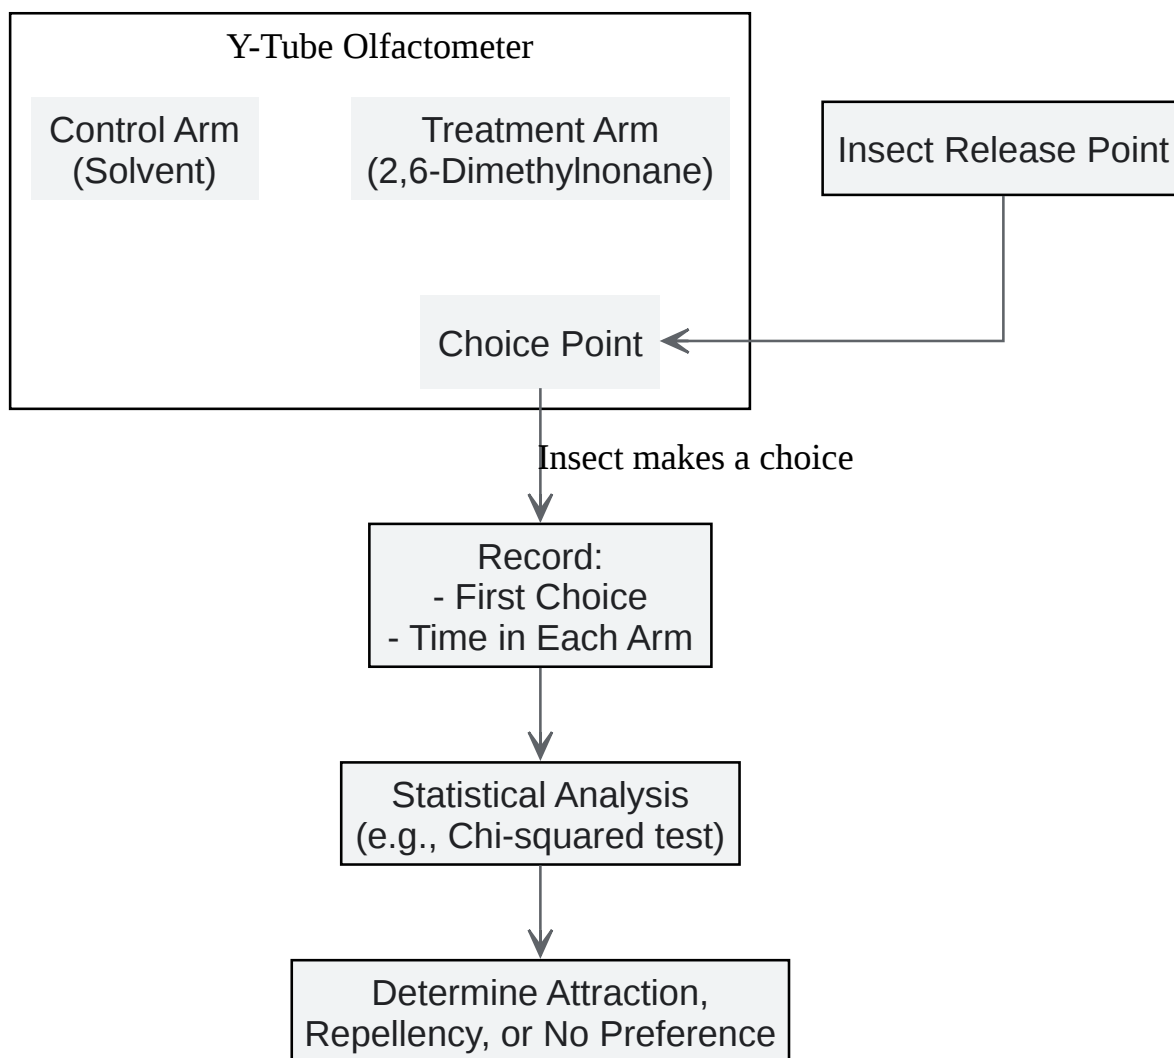 Y-Tube Olfactometer
Control Arm
(Solvent)
Treatment Arm
(2,6-Dimethylnonane)
Insect Release Point
Choice Point
Insect makes a choice
Record:
- First Choice
- Time in Each Arm
Statistical Analysis
(e.g., Chi-squared test)
Determine Attraction,
Repellency, or No Preference